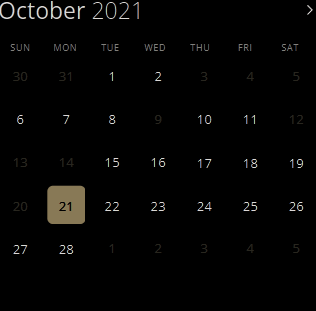 October 2021
SUN MON TUE WED THU FRI SAT
30 31 1 2 3 4 5
6 7 8 9 10 11 12
13 14 15 16 17 18 19
20 21 22 23 24 25 26
27 28 1 2 3 4 5